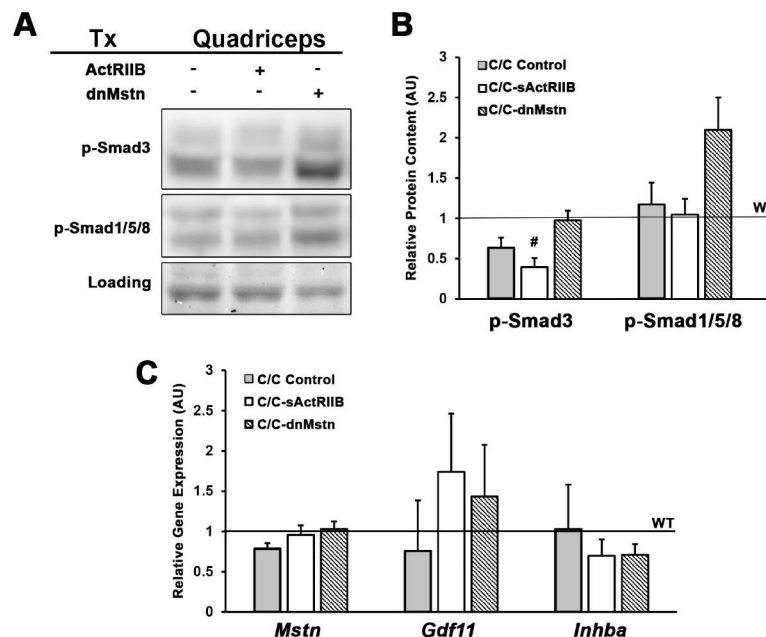 A
Tx Quadriceps
ActRIIB - + -
dnMstn - - +
p-Smad3
p-Smad1/5/8
Loading
B
Relative Protein Content (AU)
3
2.5
2
1.5
1
0.5
0
C/C Control
C/C-sActRIIB
C/C-dnMstn
#
W
p-Smad3 p-Smad1/5/8
C
Relative Gene Expression (AU)
3
2.5
2
1.5
1
0.5
0
C/C Control
C/C-sActRIIB
C/C-dnMstn
WT
Mstn Gdf11 Inhba